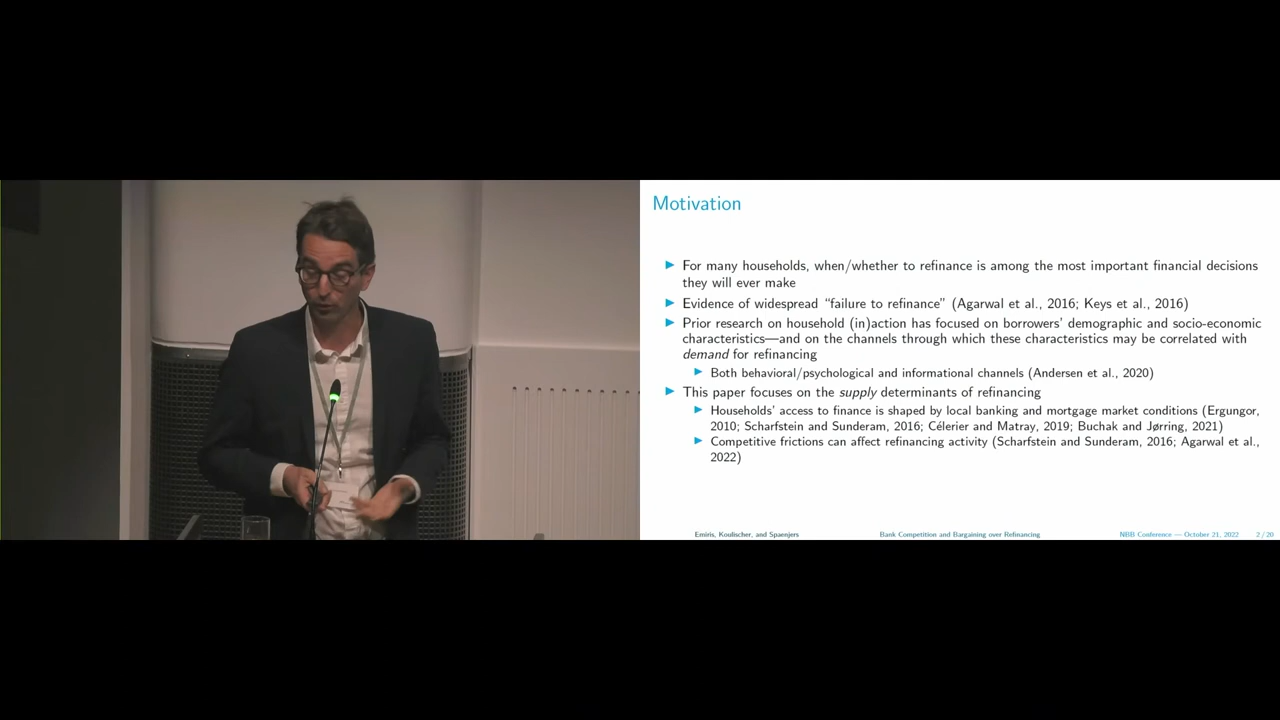 Motivation
► For many households, when/whether to refinance is among the most important financial decisions
they will ever make
► Evidence of widespread “failure to refinance” (Agarwal et al., 2016; Keys et al., 2016)
► Prior research on household (in)action has focused on borrowers’ demographic and socio-economic
characteristics—and on the channels through which these characteristics may be correlated with
demand for refinancing
► Both behavioral/psychological and informational channels (Andersen et al., 2020)
► This paper focuses on the supply determinants of refinancing
► Households’ access to finance is shaped by local banking and mortgage market conditions (Ergungor,
2010; Scharfstein and Sunderam, 2016; Célerier and Matray, 2019; Buchak and Jørring, 2021)
► Competitive frictions can affect refinancing activity (Scharfstein and Sunderam, 2016; Agarwal et al.,
2022)
Emiris, Koulischer, and Spaenjers Bank Competition and Bargaining over Refinancing NBB Conference — October 21, 2022 2 / 20